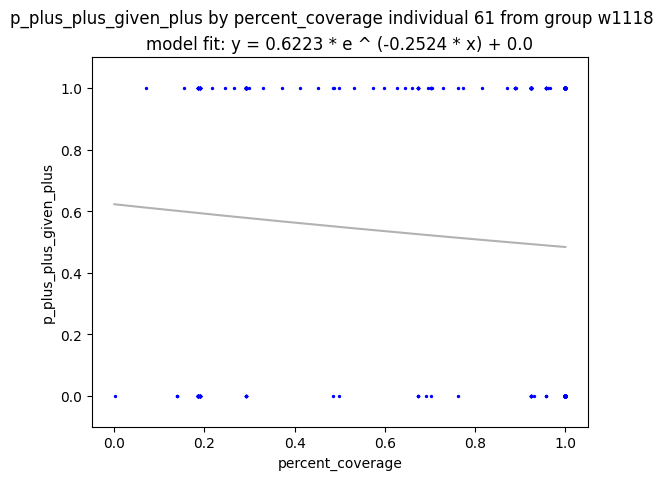 p_plus_plus_given_plus by percent_coverage individual 61 from group w1118
model fit: y = 0.6223 * e ^ (-0.2524 * x) + 0.0
1.0
0.8
0.6
0.4
0.2
0.0
p_plus_plus_given_plus
0.0 0.2 0.4 0.6 0.8 1.0
percent_coverage